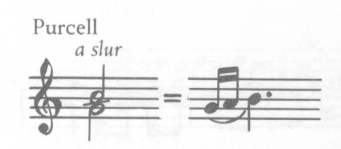 Purcell
a slur
=